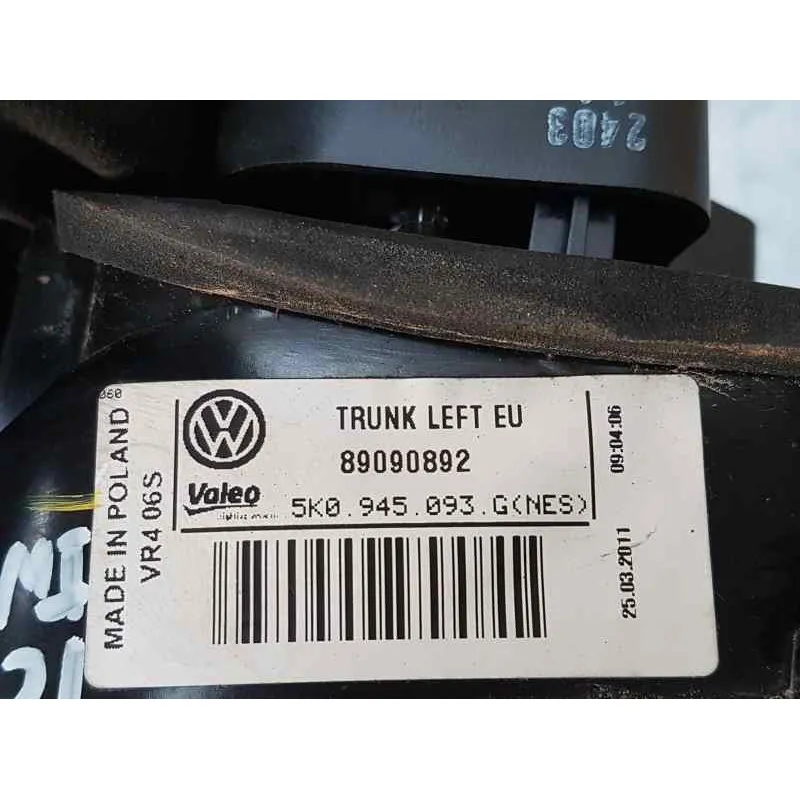 2403
060
MADE IN POLAND
VR4 06S
TRUNK LEFT EU
89090892
Valeo
5K0.945.093.G(NES)
25.03.2011 09:04:06